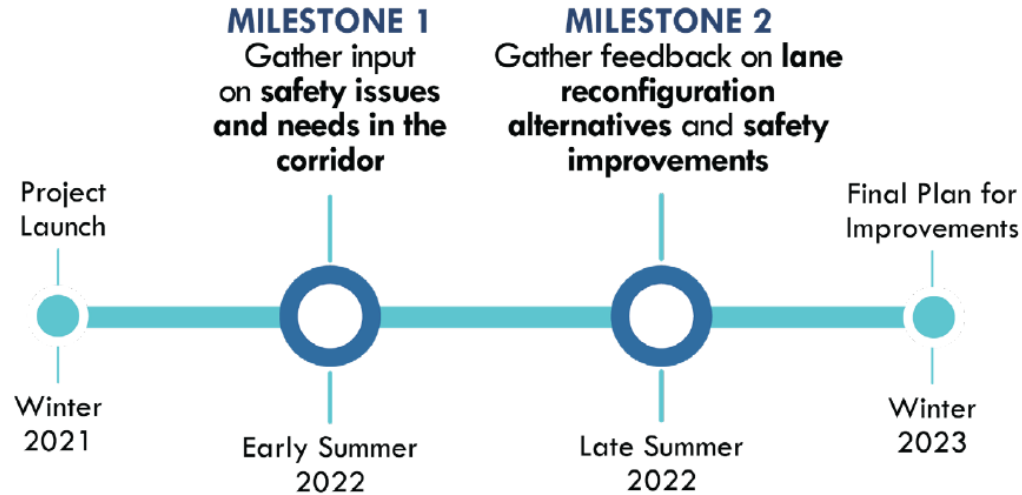 MILESTONE 1
Gather input
on safety issues
and needs in the
corridor
MILESTONE 2
Gather feedback on lane
reconfiguration
alternatives and safety
improvements
Project
Launch
Final Plan for
Improvements
Winter
2021
Early Summer
2022
Late Summer
2022
Winter
2023